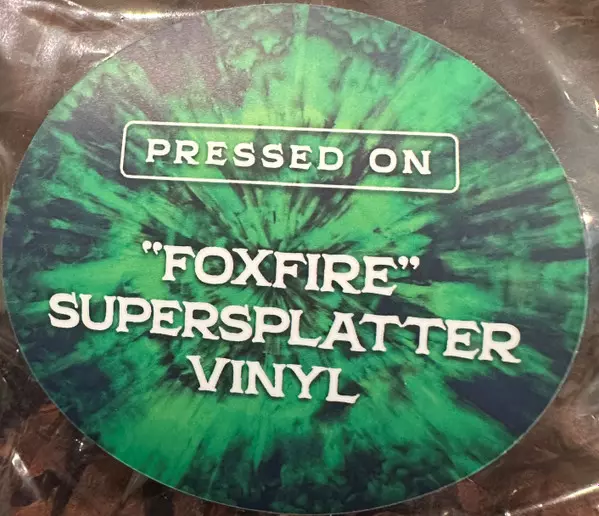 PRESSED ON
"FOXFIRE"
SUPERSPLATTER
VINYL